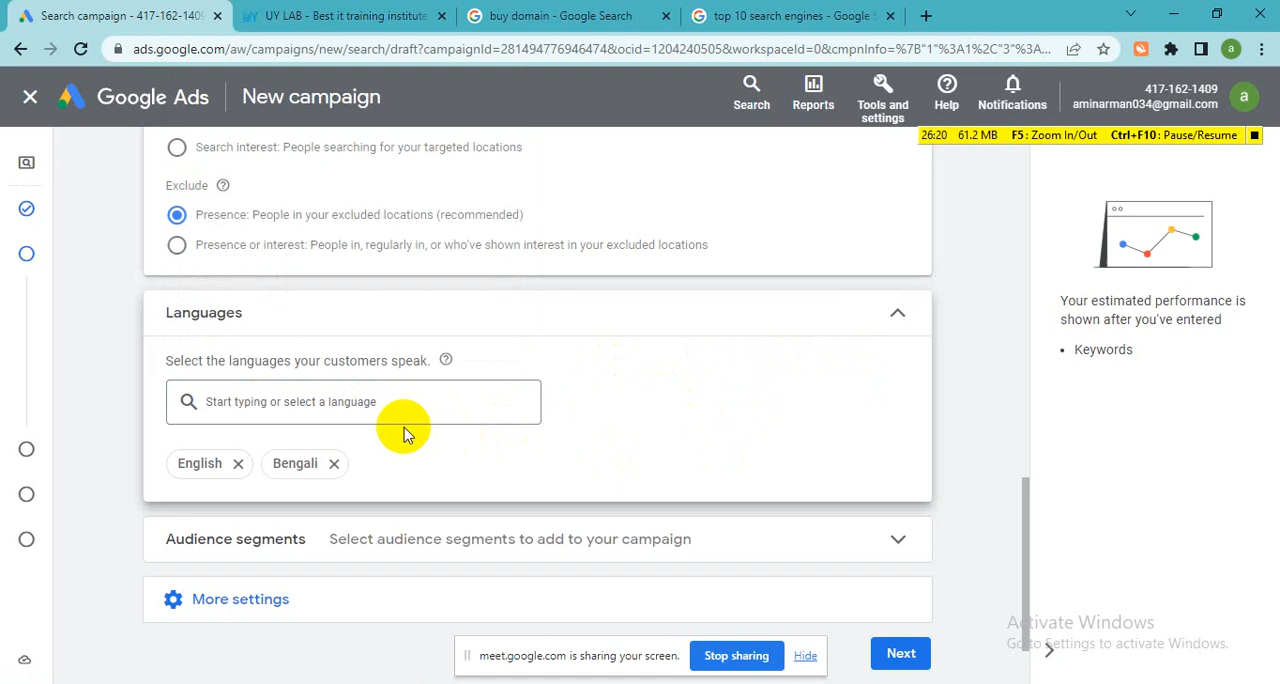 Search campaign - 417-162-1409
UY LAB - Best it training institute
buy domain - Google Search
top 10 search engines - Google S
ads.google.com/aw/campaigns/new/search/draft?campaignId=281494776946474&ocid=1204240505&workspaceId=0&cmpnInfo=%7B"1"%3A1%2C"3"%3A...
a
Google Ads
New campaign
Search
Reports
Tools and
settings
Help
Notifications
417-162-1409
aminarman034@gmail.com
a
26:20 61.2 MB F5: Zoom In/Out Ctrl+F10: Pause/Resume
Search interest: People searching for your targeted locations
Exclude
Presence: People in your excluded locations (recommended)
Presence or interest: People in, regularly in, or who've shown interest in your excluded locations
Languages
Select the languages your customers speak.
Start typing or select a language
English
Bengali
Audience segments Select audience segments to add to your campaign
More settings
meet.google.com is sharing your screen. Stop sharing Hide
Next
Your estimated performance is
shown after you've entered
• Keywords
Activate Windows
Go to Settings to activate Windows.